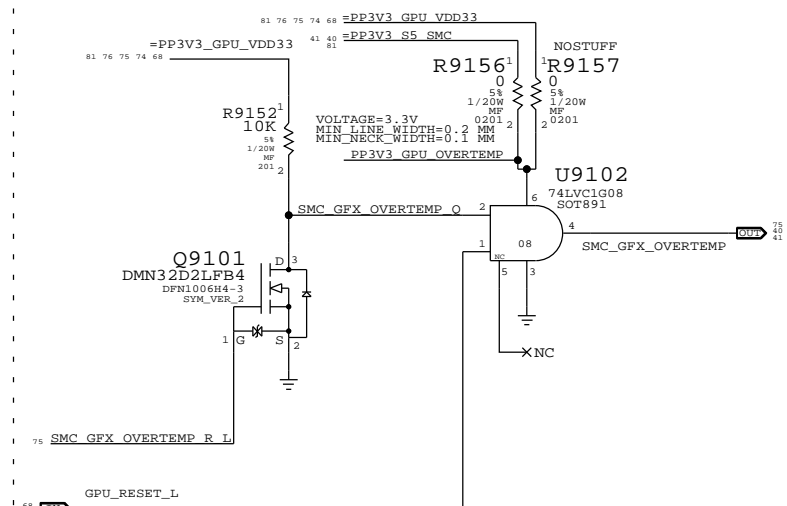 81 76 75 74 68 =PP3V3_GPU_VDD33
41 40 =PP3V3_S5_SMC
81
=PP3V3_GPU_VDD33
81 76 75 74 68
NOSTUFF
R9156 1
0
5%
1/20W
MF
0201
2
1 R9157
0
5%
1/20W
MF
0201
2
R9152 1
10K
5%
1/20W
MF
201
2
VOLTAGE=3.3V
MIN_LINE_WIDTH=0.2 MM
MIN_NECK_WIDTH=0.1 MM
PP3V3_GPU_OVERTEMP
U9102
74LVC1G08
SOT891
6
SMC_GFX_OVERTEMP_Q 2
1
08
NC
4
5 3
SMC_GFX_OVERTEMP
OUT
75
40
41
NC
Q9101
DMN32D2LFB4
DFN1006H4-3
SYM_VER_2
D 3
1 G S 2
75 SMC_GFX_OVERTEMP_R_L
GPU_RESET_L